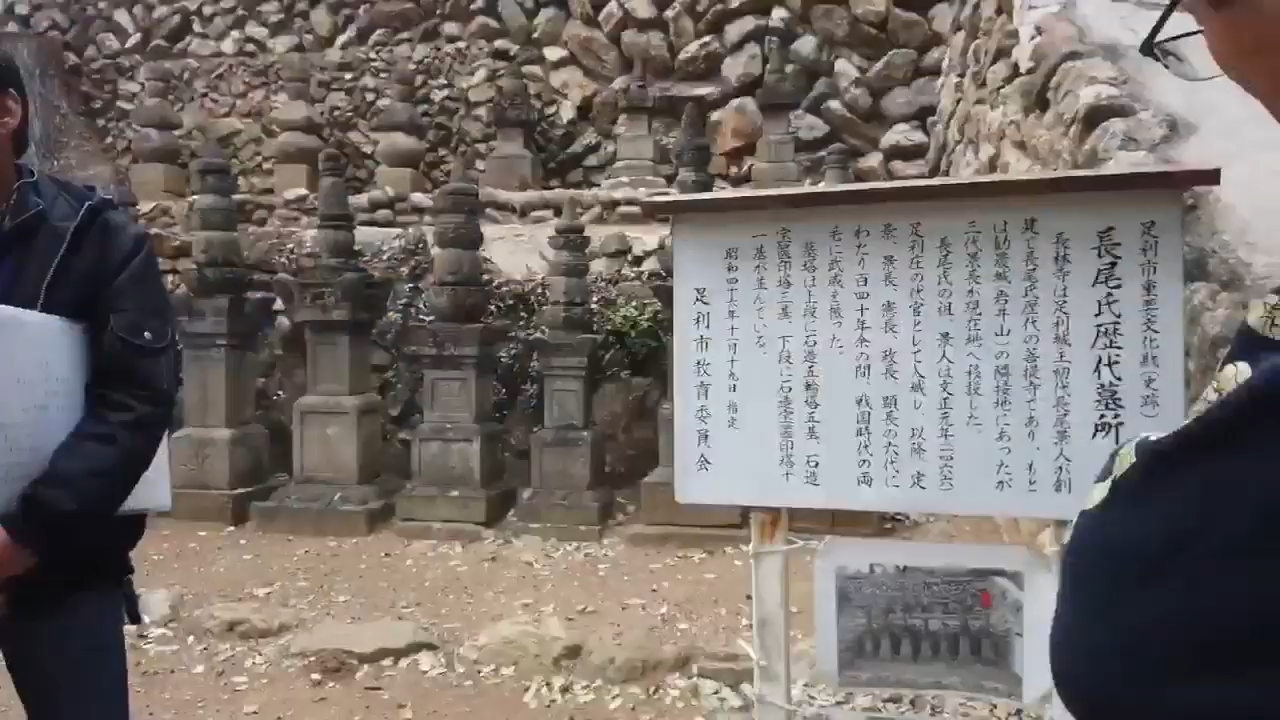 足利市重要文化財（史跡）
長尾氏歴代墓所
長林寺は足利城主初代長尾景人が創
建した長尾氏歴代の菩提寺であり、もと
は勧農城（岩井山）の隣接地にあったが
三代景長が現在地へ移設した。
長尾氏の祖、景人は文正元年（一四六六）
足利庄の代官として入城し、以降、定
景、景長、憲長、政長、顕長の六代に
わたり百四十年余の間、戦国時代の両
毛に武威を振った。
墓塔は上段に石造五輪塔五基、石造
宝篋印塔三基、下段に石造宝篋印塔十
一基が並んでいる。
昭和四十六年十一月十九日 指定
足利市教育委員会